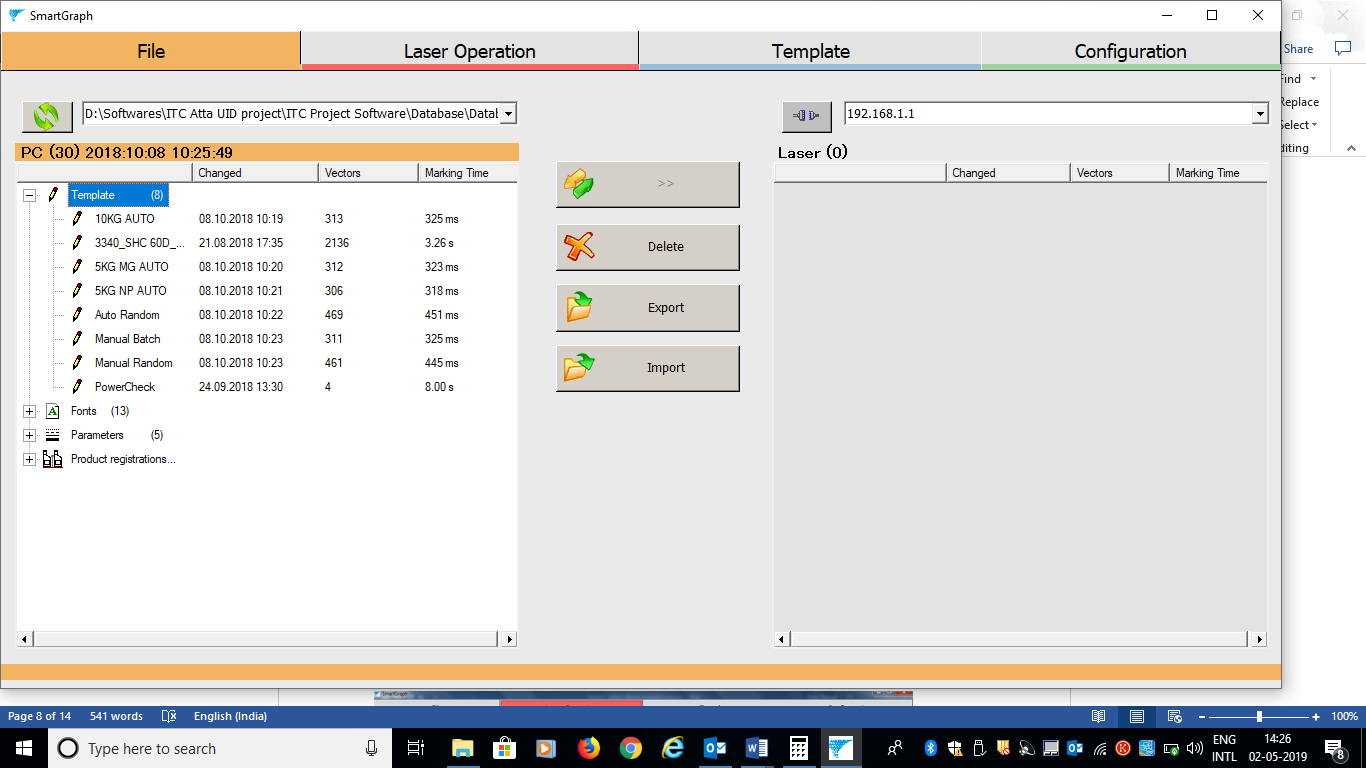 SmartGraph
Share
File Laser Operation Template Configuration
Find
Replace
Select
diting
D:\Softwares\ITC Atta UID project\ITC Project Software\Database\Datal
192.168.1.1
PC (30) 2018:10:08 10:25:49
Laser (0)
Changed Vectors Marking Time
Changed Vectors Marking Time
Template (8)
10KG AUTO 08.10.2018 10:19 313 325 ms
3340_SHC 60D_... 21.08.2018 17:35 2136 3.26 s
5KG MG AUTO 08.10.2018 10:20 312 323 ms
5KG NP AUTO 08.10.2018 10:21 306 318 ms
Auto Random 08.10.2018 10:22 469 451 ms
Manual Batch 08.10.2018 10:23 311 325 ms
Manual Random 08.10.2018 10:23 461 445 ms
PowerCheck 24.09.2018 13:30 4 8.00 s
Fonts (13)
Parameters (5)
Product registrations...
>>
Delete
Export
Import
SmartGraph
Page 8 of 14 541 words English (India) 100%
Type here to search
ENG
INTL
14:26
02-05-2019
8